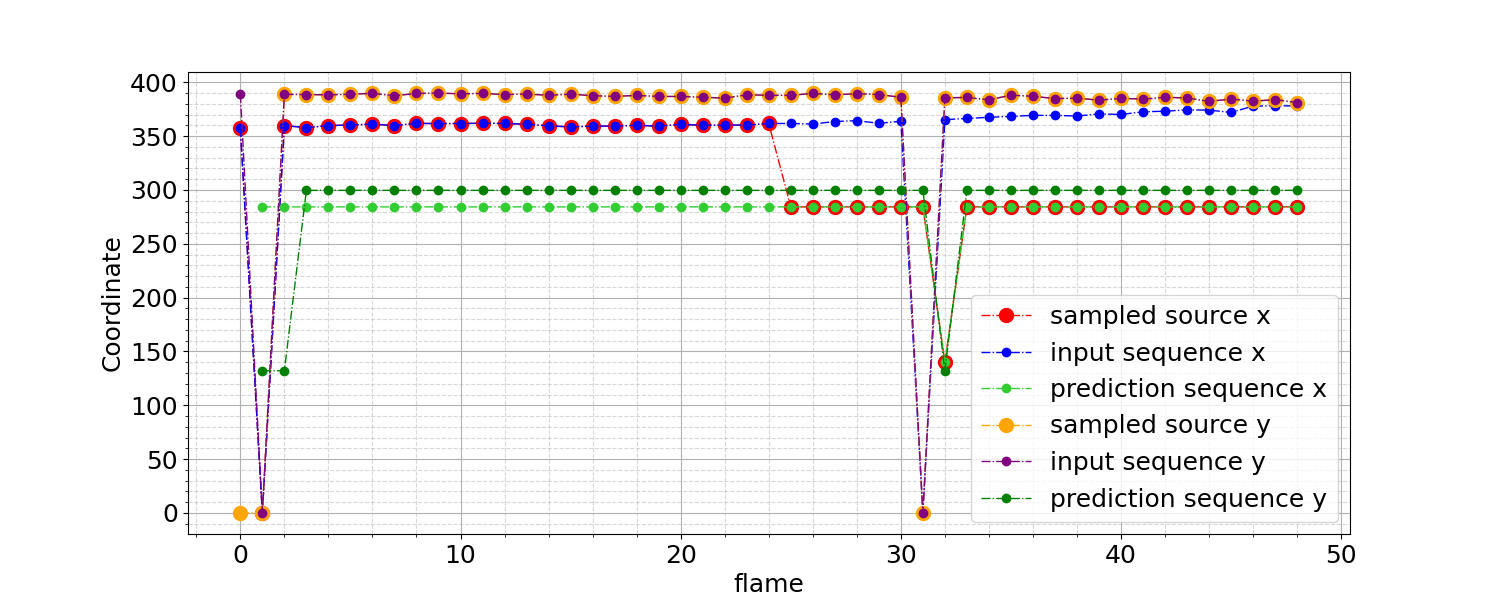 400
350
300
250
200
150
100
50
0
Coordinate
0 10 20 30 40 50
flame
sampled source x
input sequence x
prediction sequence x
sampled source y
input sequence y
prediction sequence y